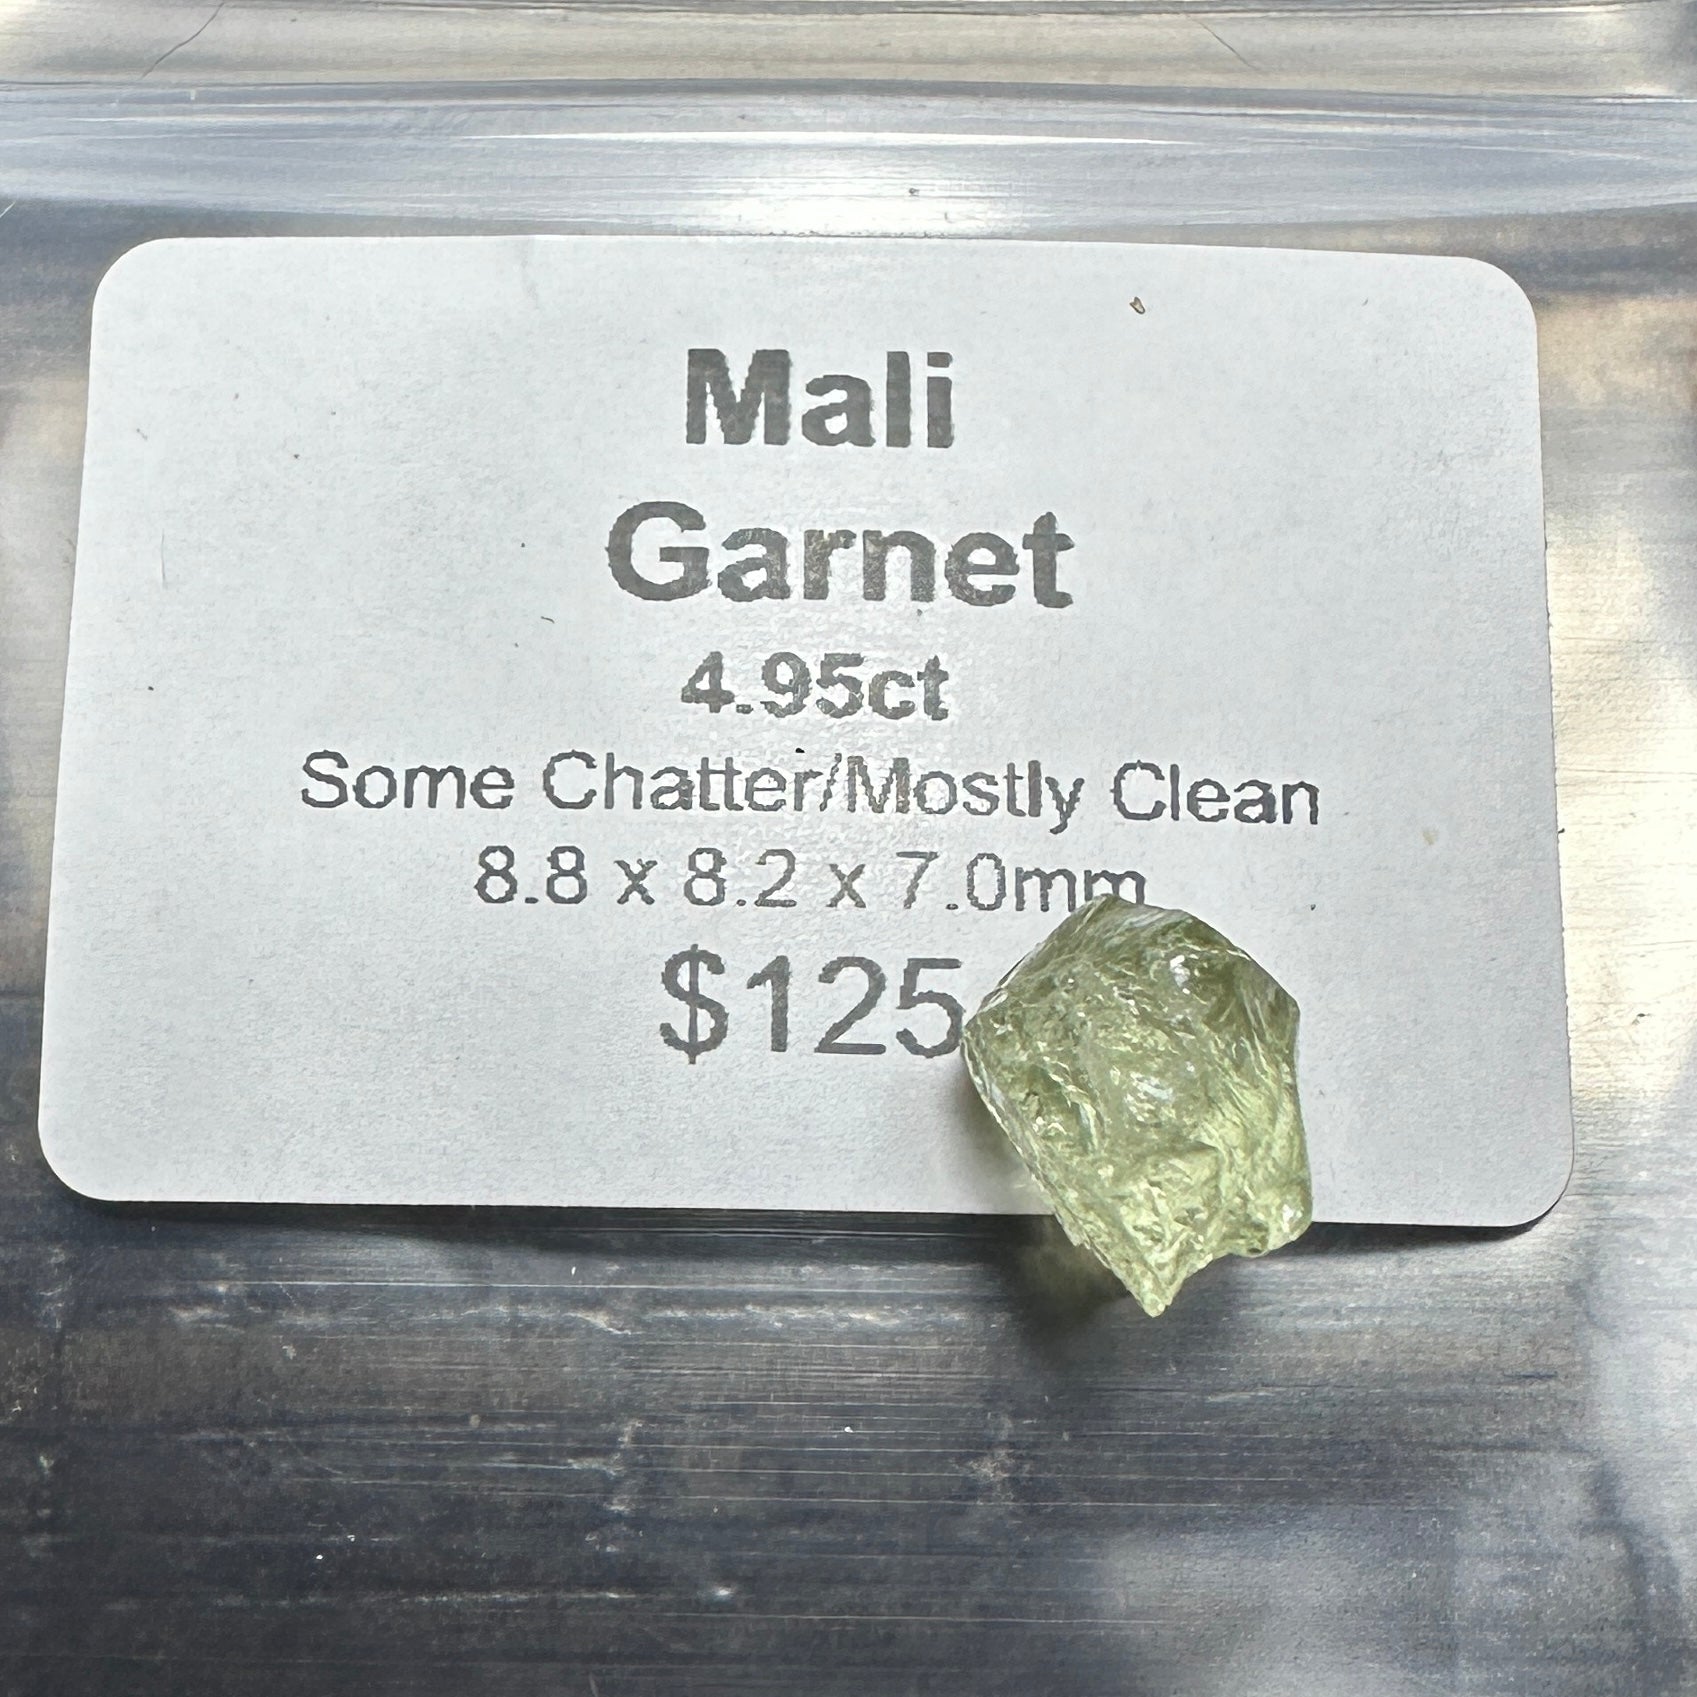 Mali
Garnet
4.95ct
Some Chatter/Mostly Clean
8.8 x 8.2 x 7.0mm
$125